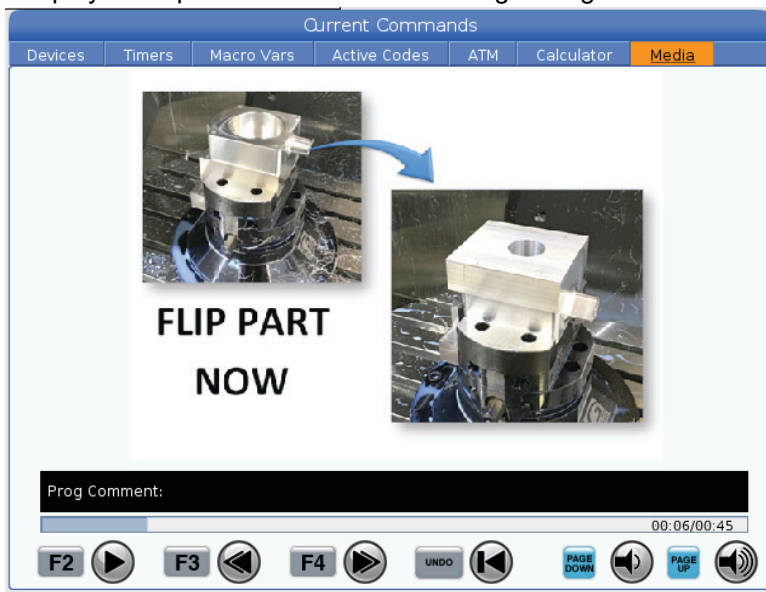 Current Commands
Devices Timers Macro Vars Active Codes ATM Calculator Media
FLIP PART
NOW
Prog Comment:
00:06/00:45
F2 F3 F4 UNDO PAGE DOWN PAGE UP